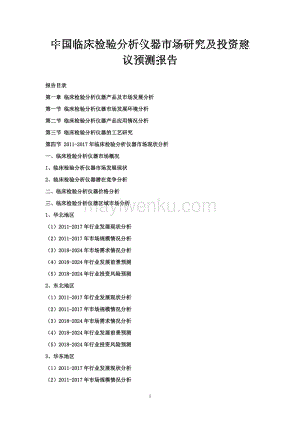 中国临床检验分析仪器市场研究及投资建
议预测报告
报告目录
第一章 临床检验分析仪器产品及市场发展分析
第一节 临床检验分析仪器市场发展环境分析
第二节 临床检验分析仪器产品应用情况分析
第三节 临床检验分析仪器的工艺研究
第四节 2011-2017年临床检验分析仪器市场现状分析
一、临床检验分析仪器市场概况
1、临床检验分析仪器市场发展现状
2、临床检验分析仪器潜在竞争分析
二、临床检验分析仪器价格分析
三、临床检验分析仪器区域市场分析
1、华北地区
（1）2011-2017年行业发展现状分析
（2）2011-2017年市场规模情况分析
（3）2018-2024年市场需求情况分析
（4）2018-2024年行业发展前景预测
（5）2018-2024年行业投资风险预测
2、东北地区
（1）2011-2017年行业发展现状分析
（2）2011-2017年市场规模情况分析
（3）2018-2024年市场需求情况分析
（4）2018-2024年行业发展前景预测
（5）2018-2024年行业投资风险预测
3、华东地区
（1）2011-2017年行业发展现状分析
（2）2011-2017年市场规模情况分析
mayiwenku.com
1